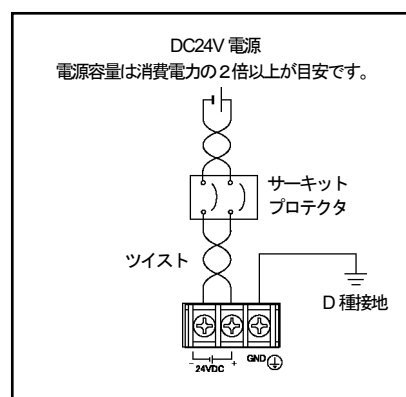 DC24V 電源
電源容量は消費電力の2倍以上が目安です。
サーキット
プロテクタ
ツイスト
D 種接地
- 24VDC +
GND